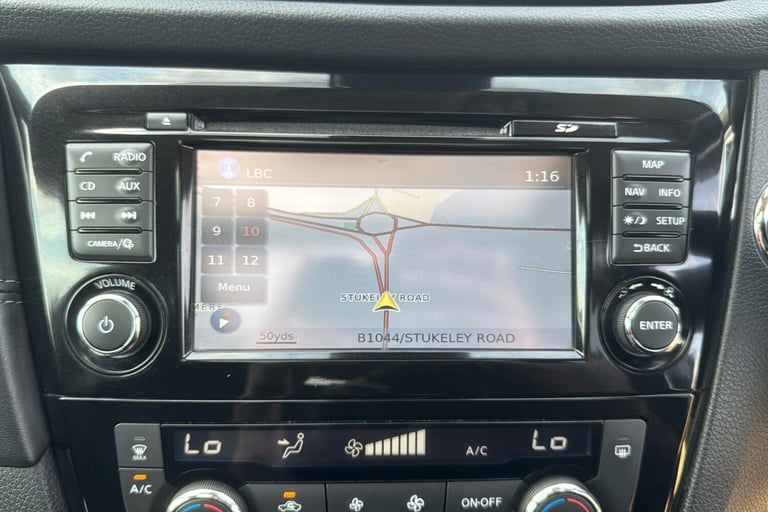 SD
RADIO
CD AUX
CAMERA/
VOLUME
LBC 1:16
7 8
9 10
11 12
Menu
STUKELEY ROAD
50yds
B1044/STUKELEY ROAD
MAP
NAV INFO
SETUP
BACK
ENTER
MAX
A/C
Lo
A/C
Lo
ON·OFF